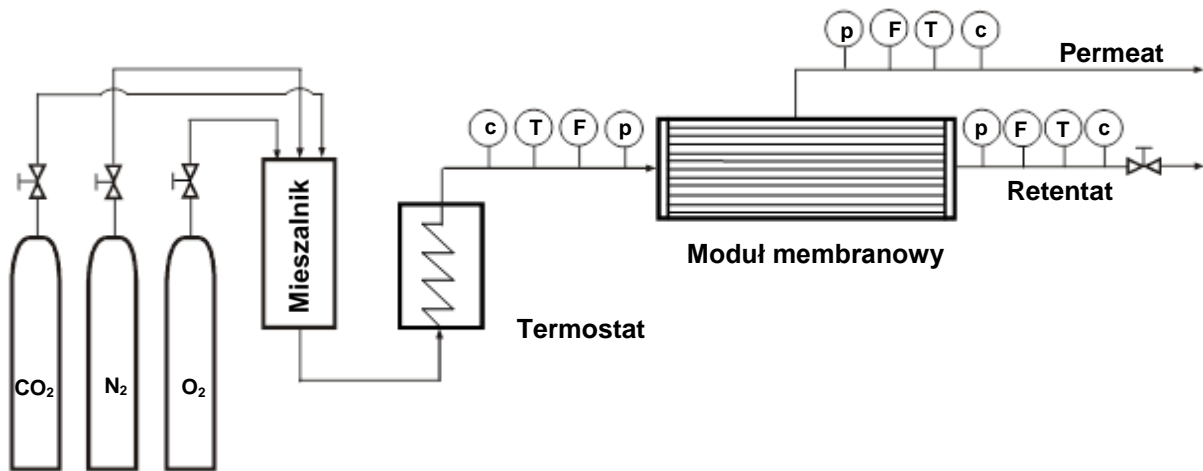 p F T c
Permeat
c T F p
p F T c
Retentat
Mieszalnik
Moduł membranowy
Termostat
CO₂ N₂ O₂